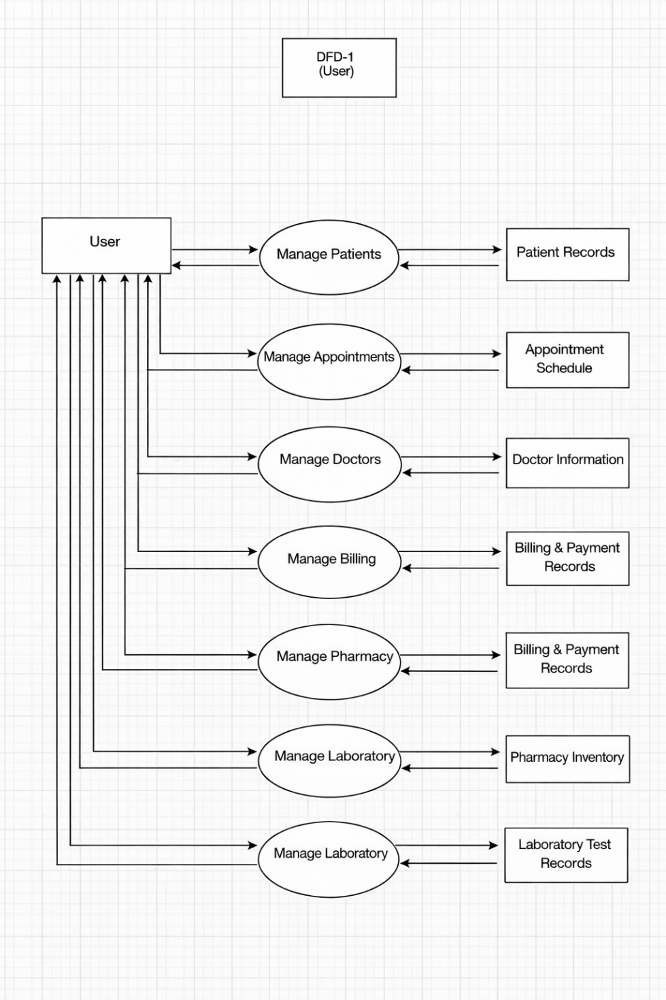 DFD-1
(User)
User
Manage Patients
Patient Records
Manage Appointments
Appointment
Schedule
Manage Doctors
Doctor Information
Manage Billing
Billing & Payment
Records
Manage Pharmacy
Billing & Payment
Records
Manage Laboratory
Pharmacy Inventory
Manage Laboratory
Laboratory Test
Records